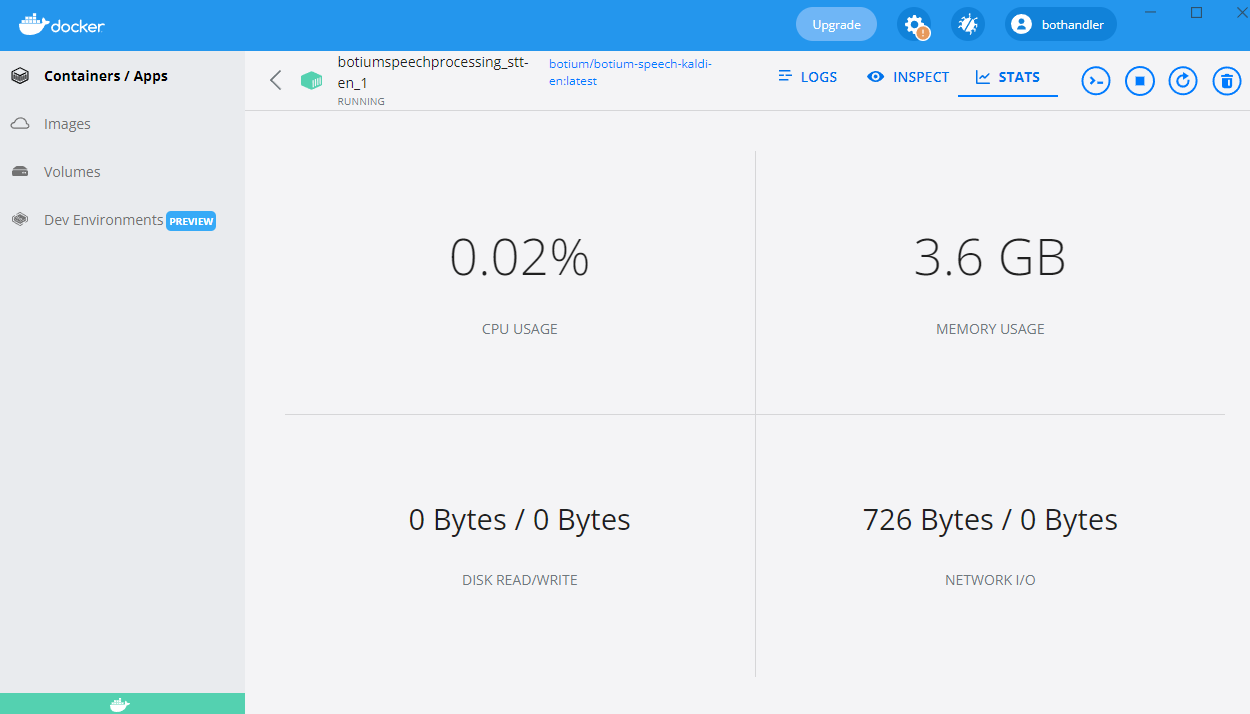 docker
Upgrade
bothandler
Containers / Apps
Images
Volumes
Dev Environments PREVIEW
botiumspeechprocessing_stt-
en_1
RUNNING
botium/botium-speech-kaldi-
en:latest
LOGS
INSPECT
STATS
0.02%
CPU USAGE
3.6 GB
MEMORY USAGE
0 Bytes / 0 Bytes
DISK READ/WRITE
726 Bytes / 0 Bytes
NETWORK I/O